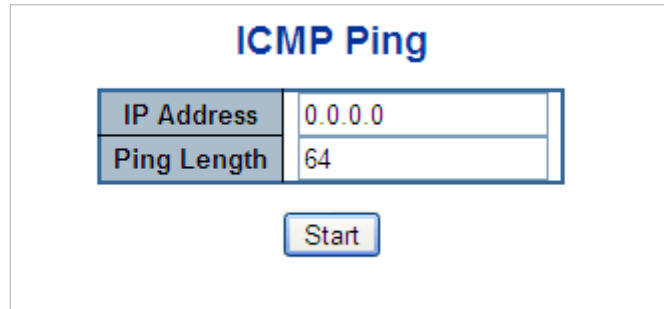 ICMP Ping
IP Address 0.0.0.0
Ping Length 64
Start